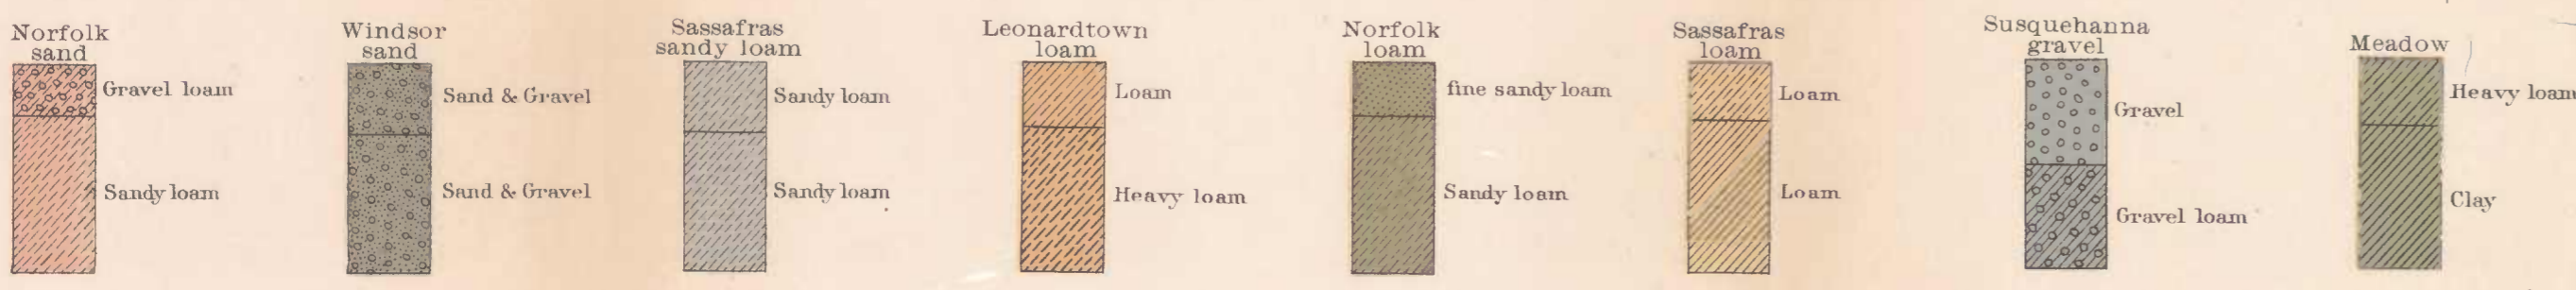 Norfolk
sand
Gravel loam
Sandy loam
Windsor
sand
Sand & Gravel
Sand & Gravel
Sassafras
sandy loam
Sandy loam
Sandy loam
Leonardtown
loam
Loam
Heavy loam
Norfolk
loam
fine sandy loam
Sandy loam
Sassafras
loam
Loam
Loam
Susquehanna
gravel
Gravel
Gravel loam
Meadow
Heavy loam
Clay